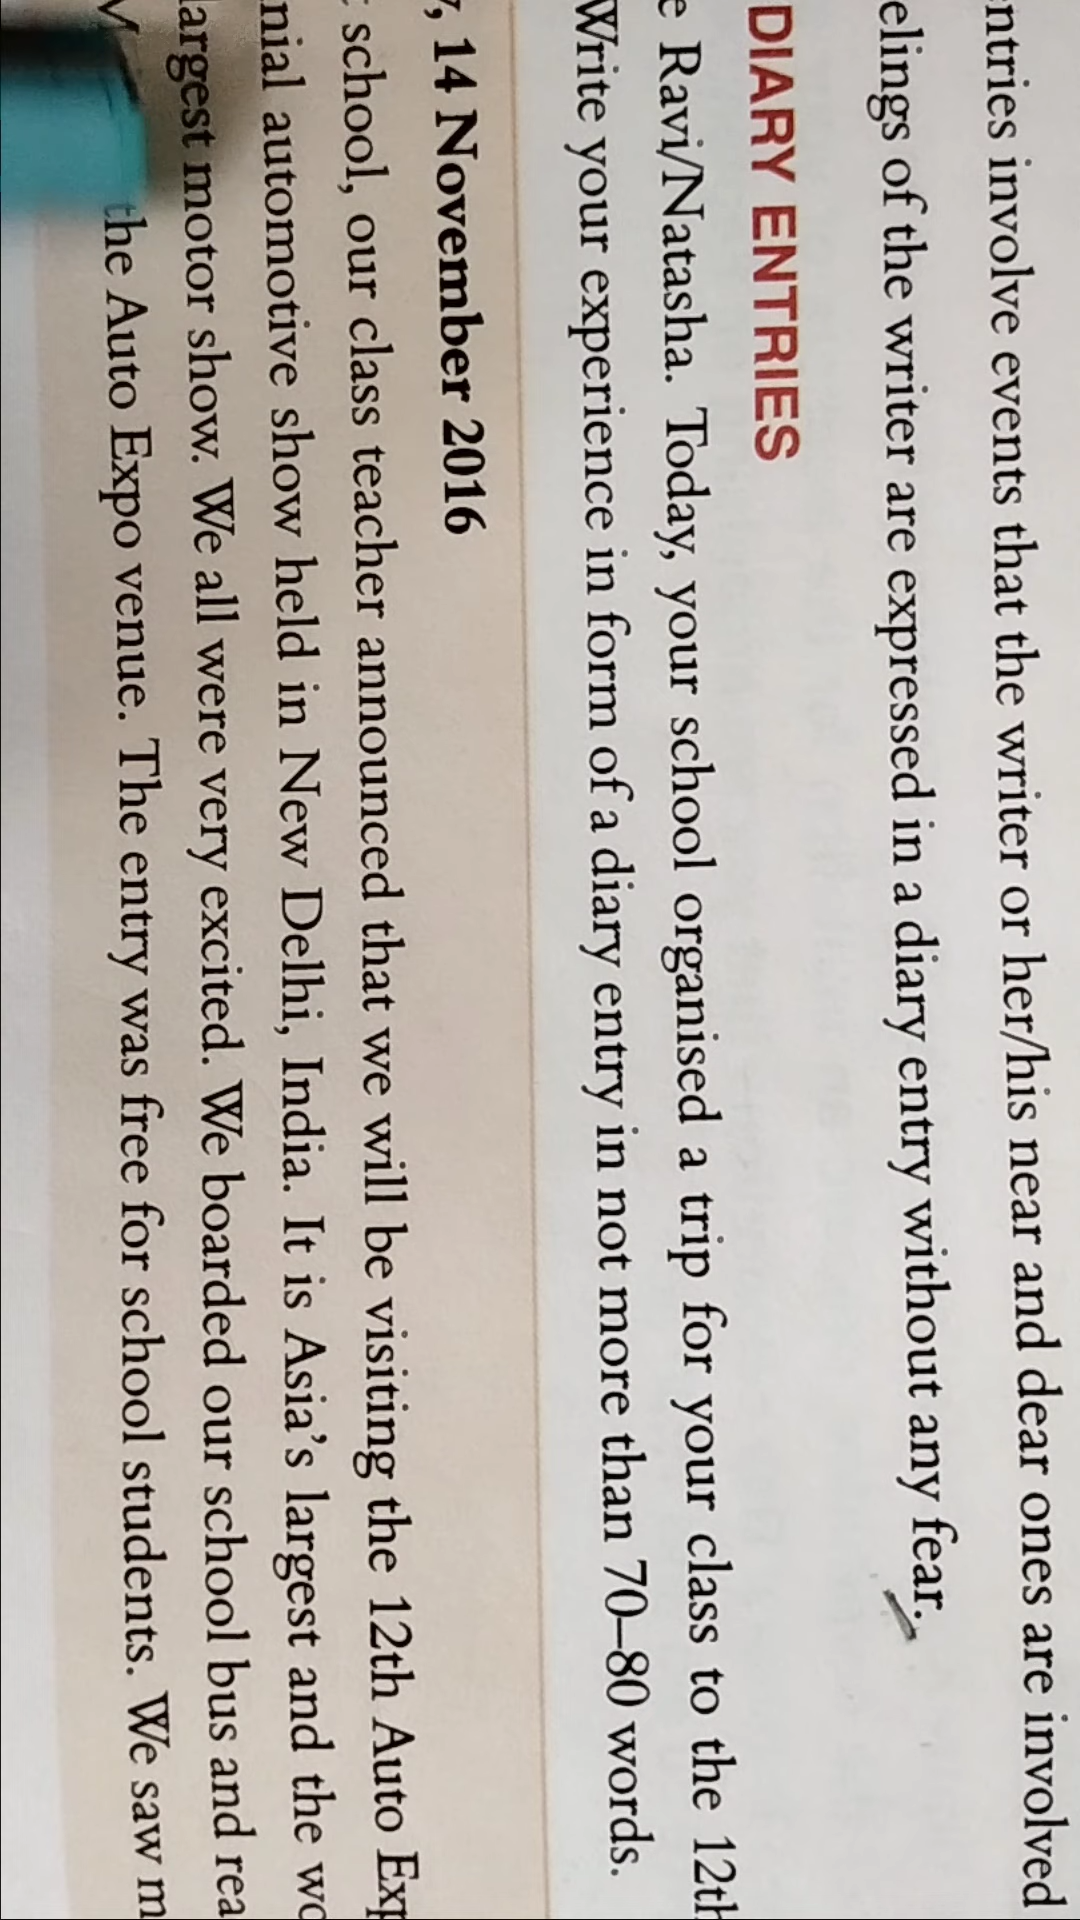 ntries involve events that the writer or her/his near and dear ones are involved
elings of the writer are expressed in a diary entry without any fear.
DIARY ENTRIES
e Ravi/Natasha. Today, your school organised a trip for your class to the 12th
Write your experience in form of a diary entry in not more than 70–80 words.
, 14 November 2016
school, our class teacher announced that we will be visiting the 12th Auto Exp
nial automotive show held in New Delhi, India. It is Asia's largest and the wo
largest motor show. We all were very excited. We boarded our school bus and rea
the Auto Expo venue. The entry was free for school students. We saw m